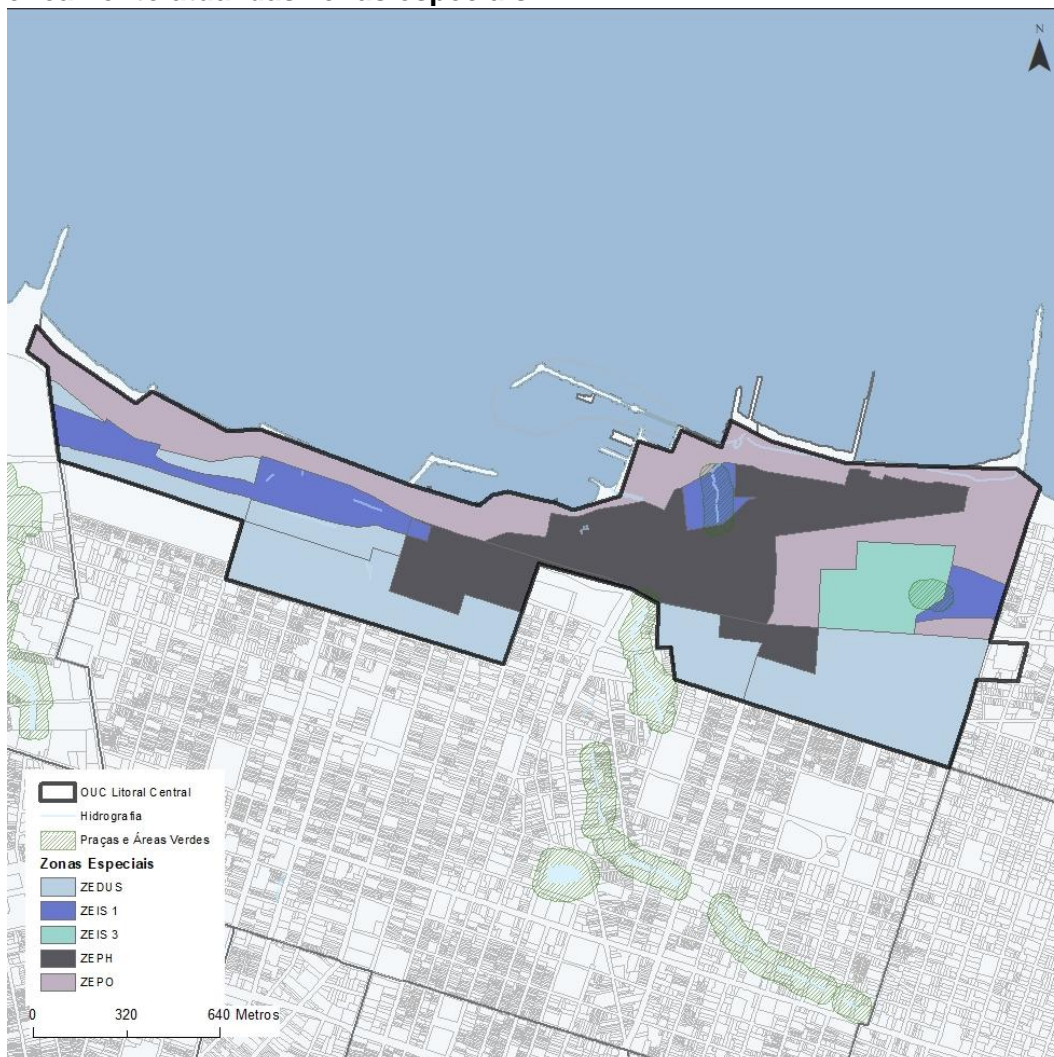 N
OUC Litoral Central
Hidrografia
Praças e Áreas Verdes
Zonas Especiais
ZEDUS
ZEIS 1
ZEIS 3
ZEPH
ZEPO
0 320 640 Metros